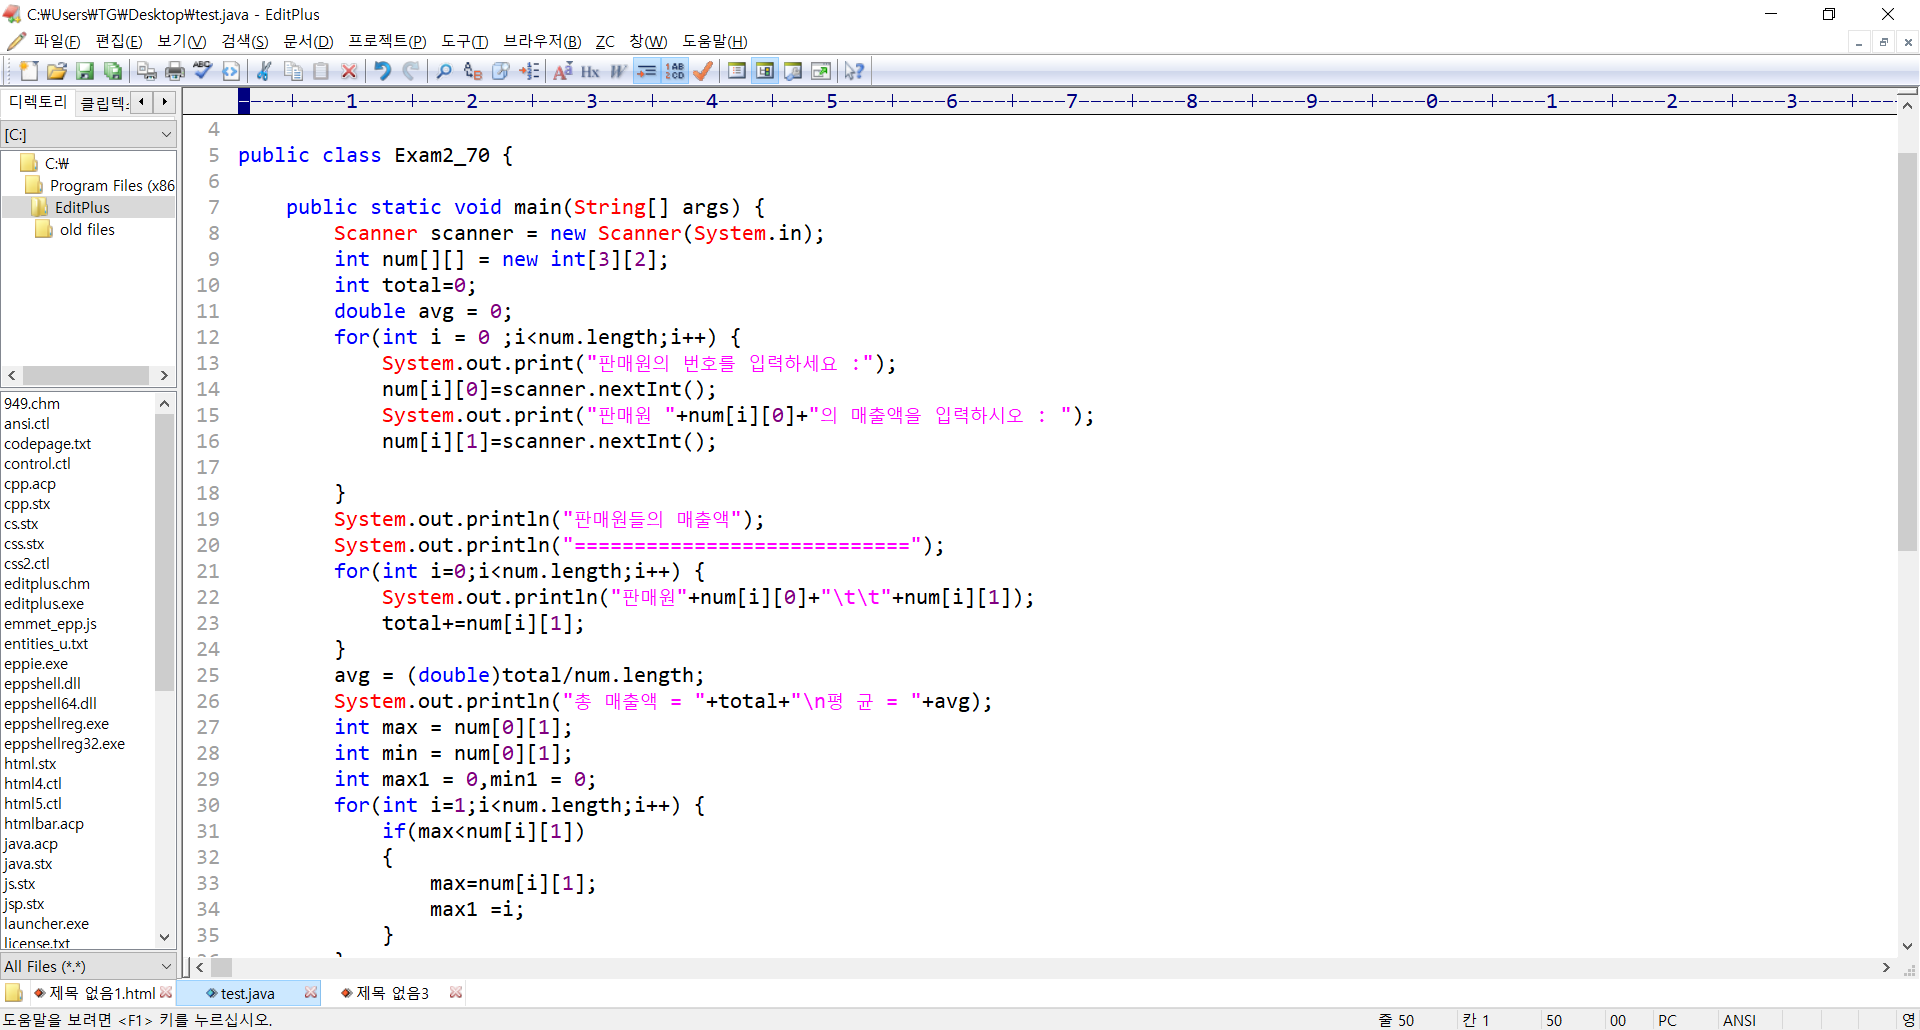 C:₩Users₩TG₩Desktop₩test.java - EditPlus
파일(F) 편집(E) 보기(V) 검색(S) 문서(D) 프로젝트(P) 도구(T) 브라우저(B) ZC 창(W) 도움말(H)
디렉토리 클립텍
----+----1----+----2----+----3----+----4----+----5----+----6----+----7----+----8----+----9----+----0----+----1----+----2----+----3----+----
[C:]
C:₩
Program Files (x86
EditPlus
old files
949.chm
ansi.ctl
codepage.txt
control.ctl
cpp.acp
cpp.stx
cs.stx
css.stx
css2.ctl
editplus.chm
editplus.exe
emmet_epp.js
entities_u.txt
eppie.exe
eppshell.dll
eppshell64.dll
eppshellreg.exe
eppshellreg32.exe
html.stx
html4.ctl
html5.ctl
htmlbar.acp
java.acp
java.stx
js.stx
jsp.stx
launcher.exe
license.txt
All Files (*.*)
4
5 public class Exam2_70 {
6
7     public static void main(String[] args) {
8         Scanner scanner = new Scanner(System.in);
9         int num[][] = new int[3][2];
10         int total=0;
11         double avg = 0;
12         for(int i = 0 ;i<num.length;i++) {
13             System.out.print("판매원의 번호를 입력하세요 :");
14             num[i][0]=scanner.nextInt();
15             System.out.print("판매원 "+num[i][0]+"의 매출액을 입력하시오 : ");
16             num[i][1]=scanner.nextInt();
17
18         }
19         System.out.println("판매원들의 매출액");
20         System.out.println("============================");
21         for(int i=0;i<num.length;i++) {
22             System.out.println("판매원"+num[i][0]+"\t\t"+num[i][1]);
23             total+=num[i][1];
24         }
25         avg = (double)total/num.length;
26         System.out.println("총 매출액 = "+total+"\n평 균 = "+avg);
27         int max = num[0][1];
28         int min = num[0][1];
29         int max1 = 0,min1 = 0;
30         for(int i=1;i<num.length;i++) {
31             if(max<num[i][1])
32             {
33                 max=num[i][1];
34                 max1 =i;
35             }
제목 없음1.html test.java 제목 없음3
도움말을 보려면 <F1> 키를 누르십시오. 줄 50 칸 1 50 00 PC ANSI 영